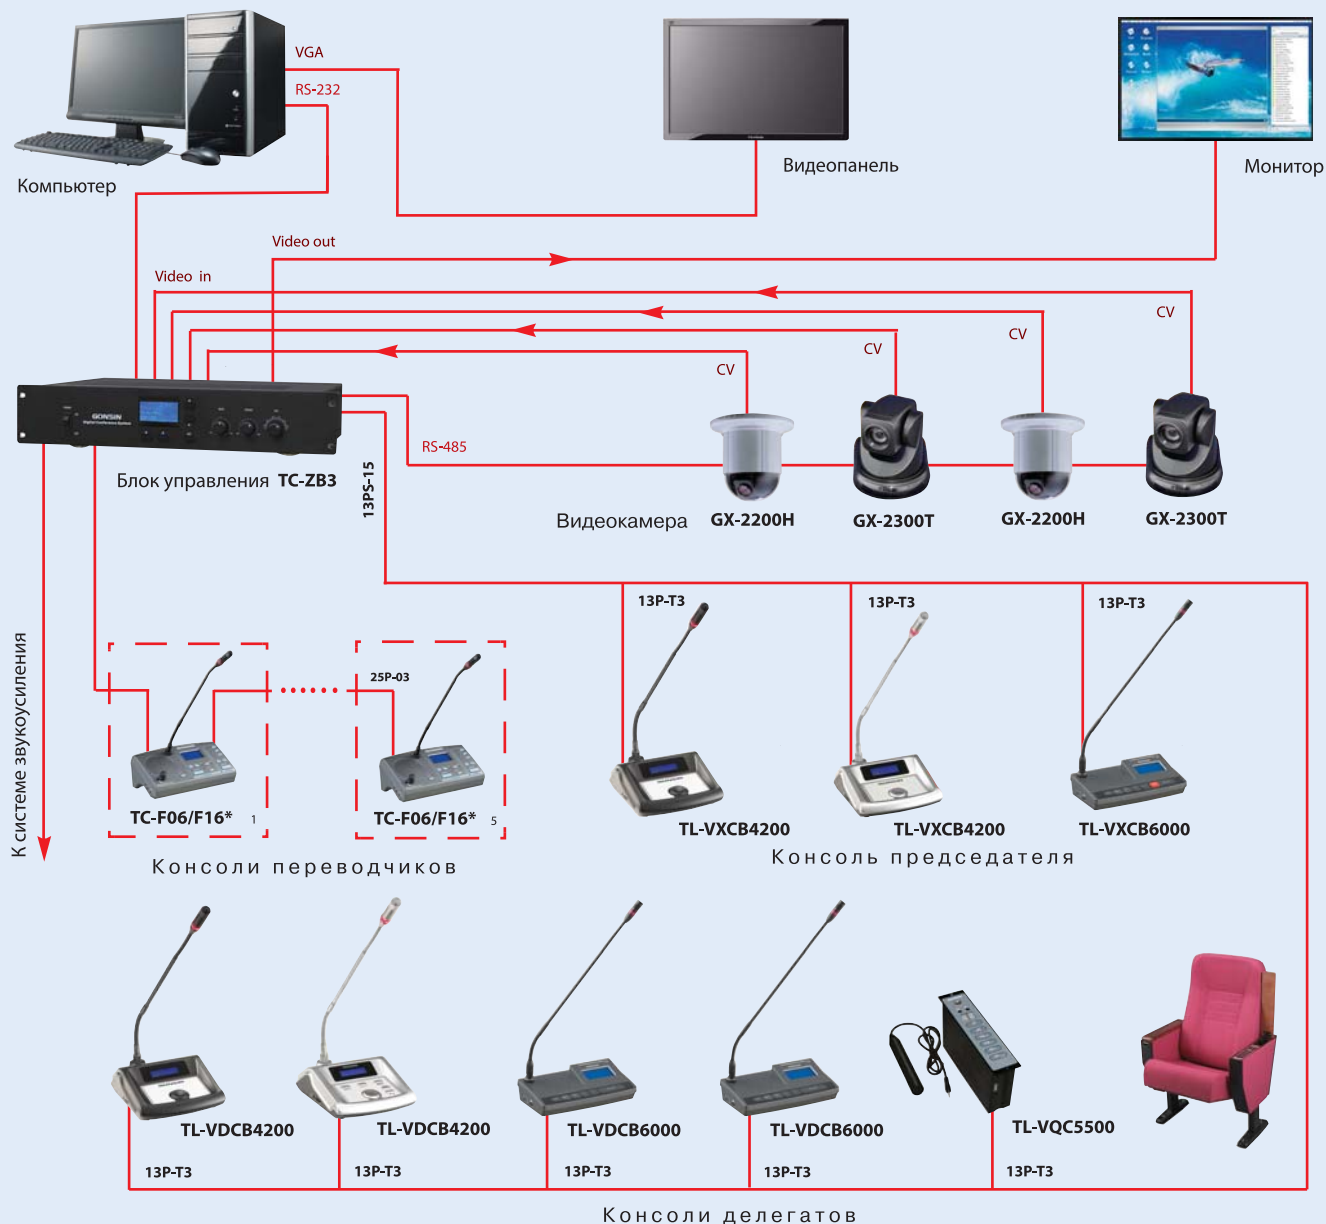 VGA
RS-232
Компьютер
Видеопанель
Монитор
Video out
Video in
CV
CV
CV
CV
GONSIN
Digital Conference System
RS-485
13PS-15
Блок управления TC-ZB3
Видеокамера
GX-2200H
GX-2300T
GX-2200H
GX-2300T
К системе звукоусиления
13P-T3
13P-T3
13P-T3
25P-03
TC-F06/F16* 1
TC-F06/F16* 5
TL-VXCB4200
TL-VXCB4200
TL-VXCB6000
Консоли переводчиков
Консоль председателя
TL-VDCB4200
TL-VDCB4200
TL-VDCB6000
TL-VDCB6000
TL-VQC5500
13P-T3
13P-T3
13P-T3
13P-T3
13P-T3
Консоли делегатов